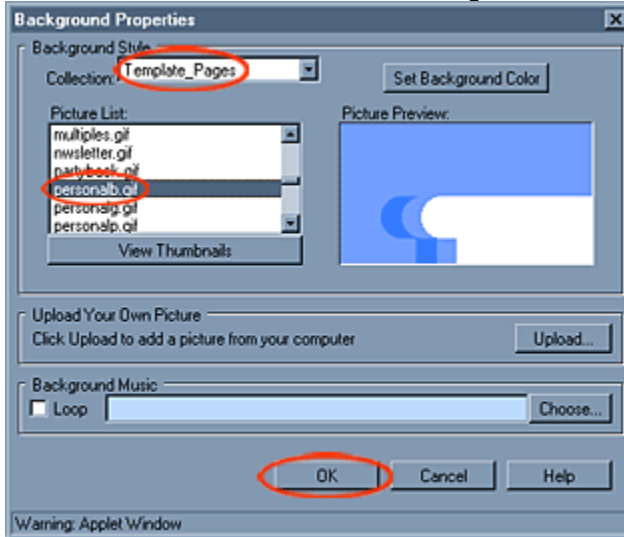 Background Properties
Background Style
Collection: Template_Pages
Set Background Color
Picture List:
Picture Preview:
multiples.gif
nwsletter.gif
partybook.gif
personalb.gif
personalg.gif
personalp.gif
View Thumbnails
Upload Your Own Picture
Click Upload to add a picture from your computer
Upload...
Background Music
Loop
Choose...
OK Cancel Help
Warning: Applet Window